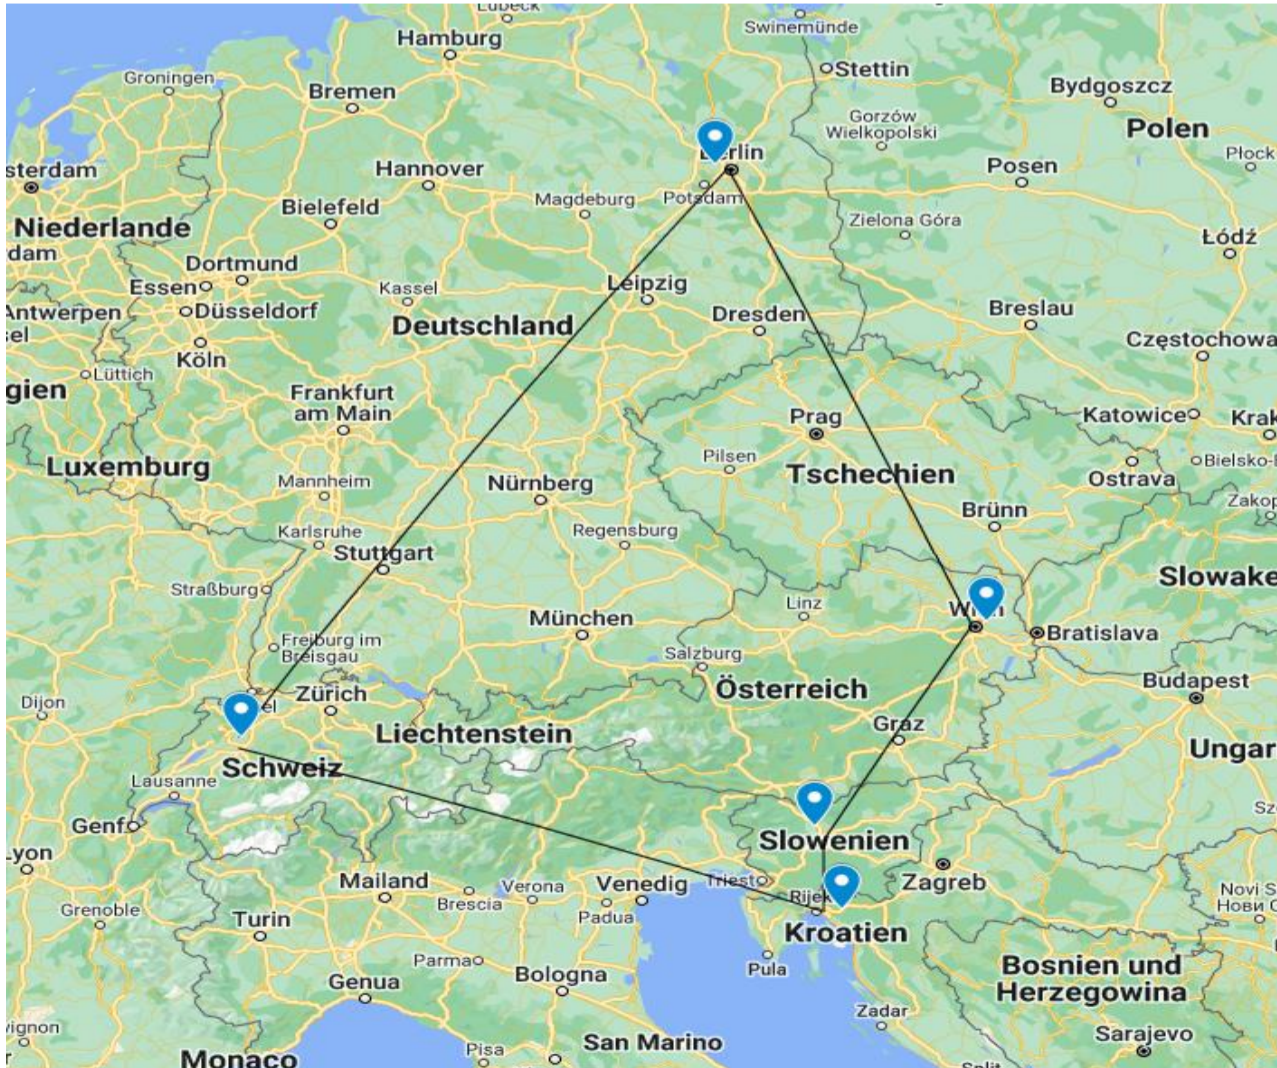 Lübeck
Swinemünde
Hamburg
Stettin
Groningen
Bremen
Bydgoszcz
Gorzów
Wielkopolski
Polen
Berlin
Płock
sterdam
Hannover
Posen
Magdeburg
Potsdam
Bielefeld
Niederlande
Zielona Góra
dam
Łódź
Dortmund
Essen
Kassel
Leipzig
Antwerpen
Düsseldorf
Deutschland
Dresden
Breslau
sel
Köln
Częstochowa
Lüttich
gien
Frankfurt
am Main
Prag
Katowice
Krak
Luxemburg
Pilsen
Tschechien
Bielsko-
Mannheim
Nürnberg
Ostrava
Zakop
Karlsruhe
Regensburg
Brünn
Stuttgart
Straßburg
Slowake
Linz
Wien
München
Freiburg im
Breisgau
Bratislava
Salzburg
Dijon
Zürich
Österreich
Budapest
Liechtenstein
Graz
Ungar
Schweiz
Lausanne
Genf
Slowenien
Lyon
Mailand
Brescia
Verona
Venedig
Triest
Zagreb
Novi S
Нови С
Grenoble
Turin
Padua
Rijek
Kroatien
Parma
Bologna
Pula
Bosnien und
Herzegowina
Genua
Zadar
vignon
Monaco
Pisa
San Marino
Sarajevo
Split